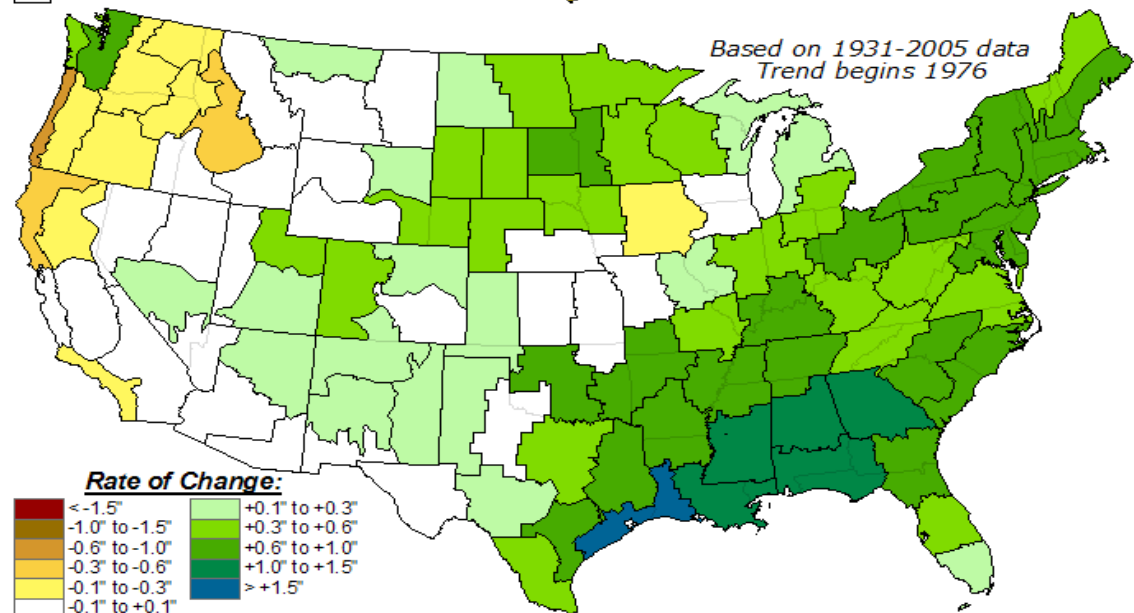 Based on 1931-2005 data
Trend begins 1976
Rate of Change:
< -1.5"
-1.0" to -1.5"
-0.6" to -1.0"
-0.3" to -0.6"
-0.1" to -0.3"
-0.1" to +0.1"
+0.1" to +0.3"
+0.3" to +0.6"
+0.6" to +1.0"
+1.0" to +1.5"
> +1.5"